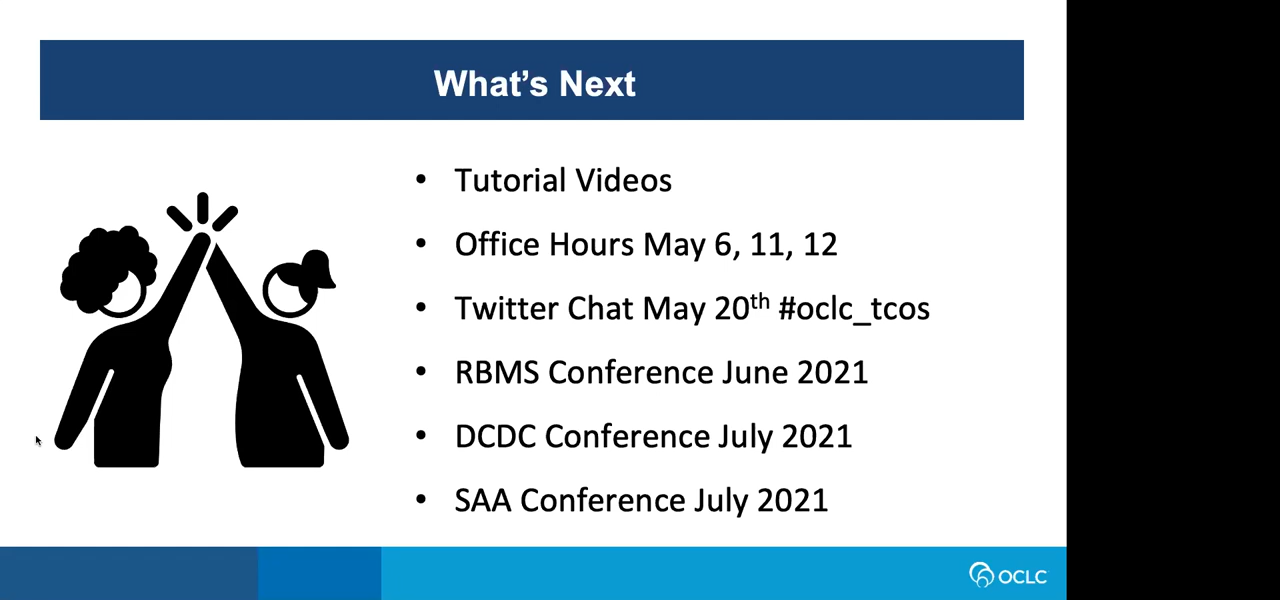 What’s Next
• Tutorial Videos
• Office Hours May 6, 11, 12
• Twitter Chat May 20th #oclc_tcos
• RBMS Conference June 2021
• DCDC Conference July 2021
• SAA Conference July 2021
OCLC